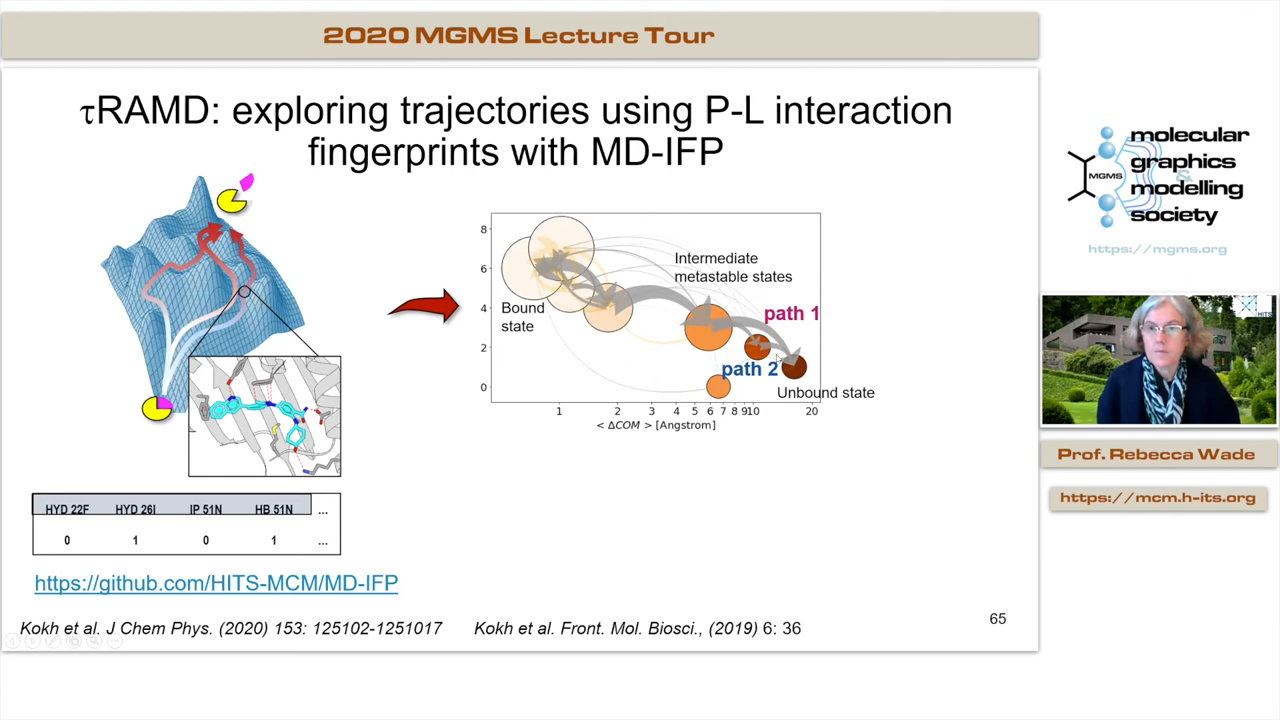 2020 MGMS Lecture Tour
τRAMD: exploring trajectories using P-L interaction
fingerprints with MD-IFP
8
6
4
2
0
Bound
state
Intermediate
metastable states
path 1
path 2
Unbound state
1 2 3 4 5 6 7 8 9 10 20
< ΔCOM > [Angstrom]
HYD 22F HYD 26I IP 51N HB 51N ...
0 1 0 1 ...
https://github.com/HITS-MCM/MD-IFP
Kokh et al. J Chem Phys. (2020) 153: 125102-1251017 Kokh et al. Front. Mol. Biosci., (2019) 6: 36
65
MGMS
molecular
graphics
&
modelling
society
https://mgms.org
HITS
Prof. Rebecca Wade
https://mcm.h-its.org